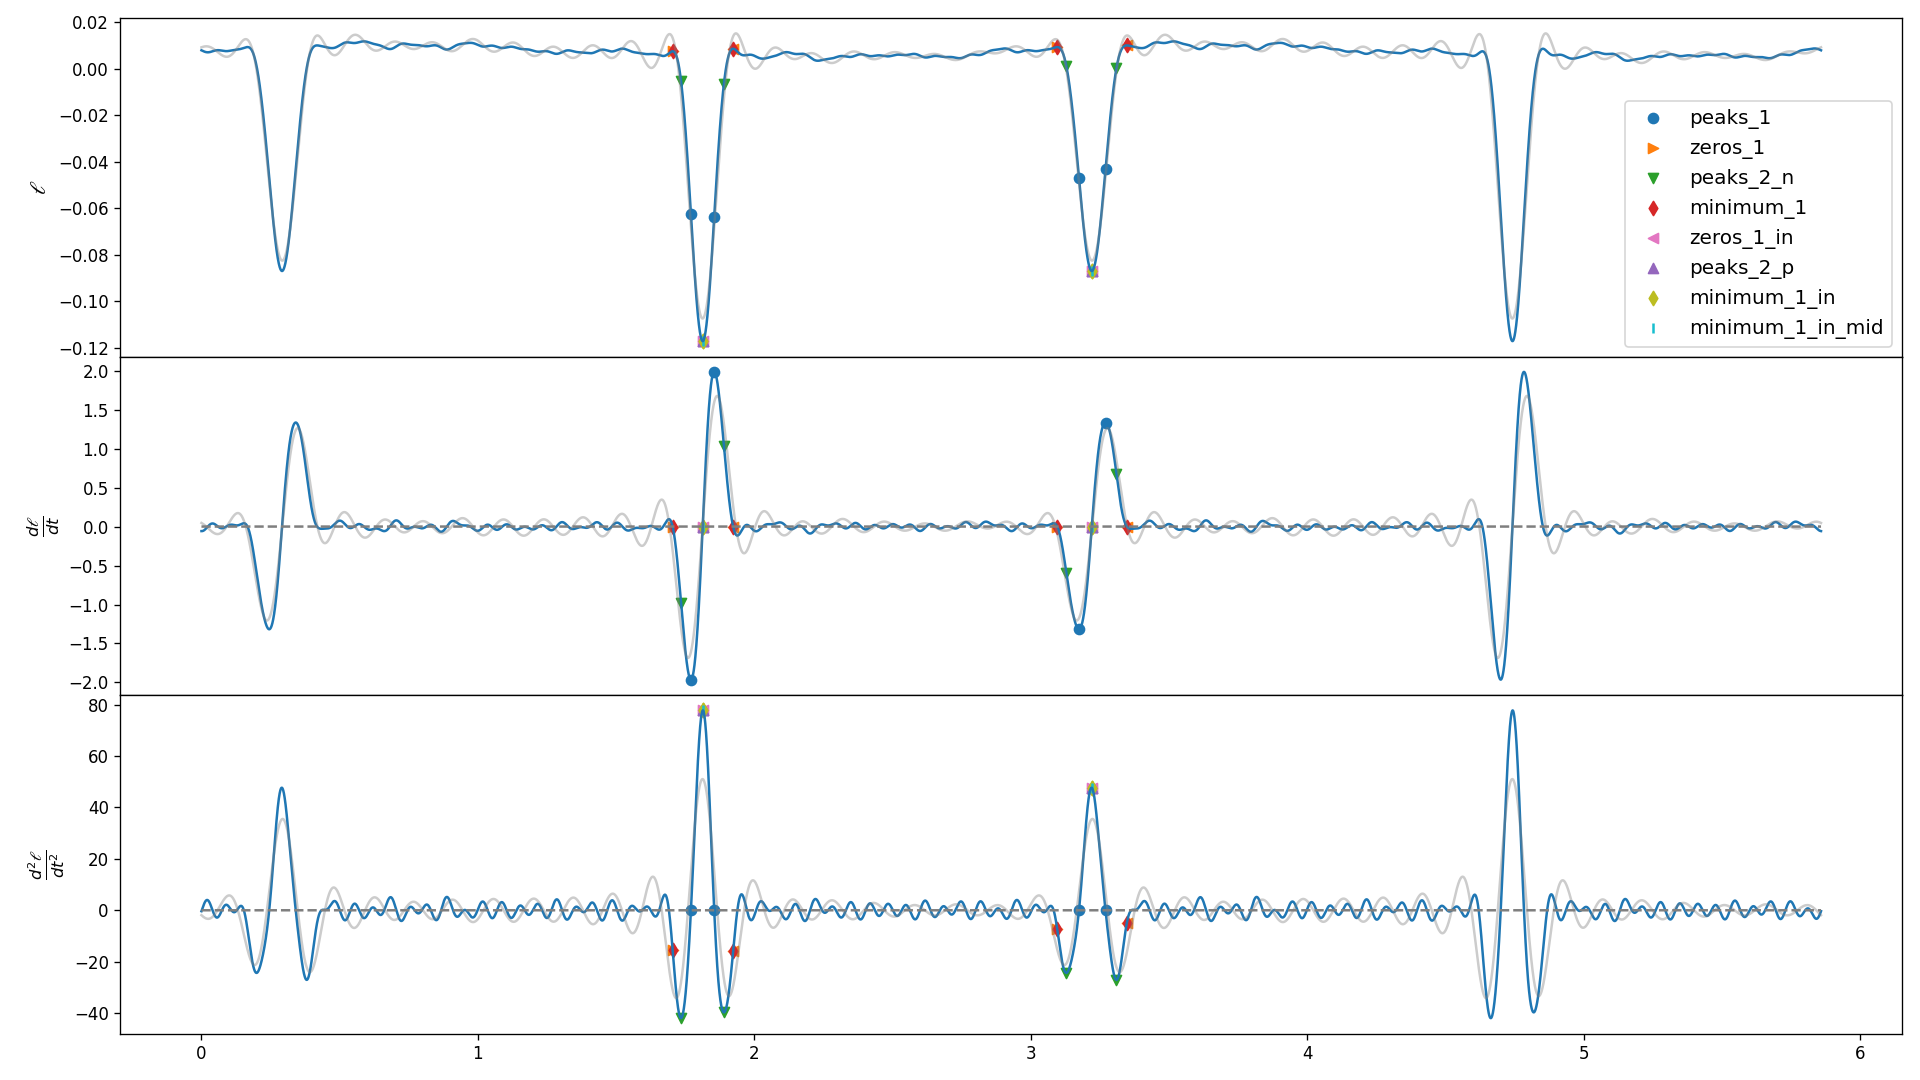 0.02
0.00
−0.02
−0.04
−0.06
−0.08
−0.10
−0.12
ℓ
peaks_1
zeros_1
peaks_2_n
minimum_1
zeros_1_in
peaks_2_p
minimum_1_in
minimum_1_in_mid
2.0
1.5
1.0
0.5
0.0
−0.5
−1.0
−1.5
−2.0
dℓ
dt
80
60
40
20
0
−20
−40
d²ℓ
dt²
0 1 2 3 4 5 6